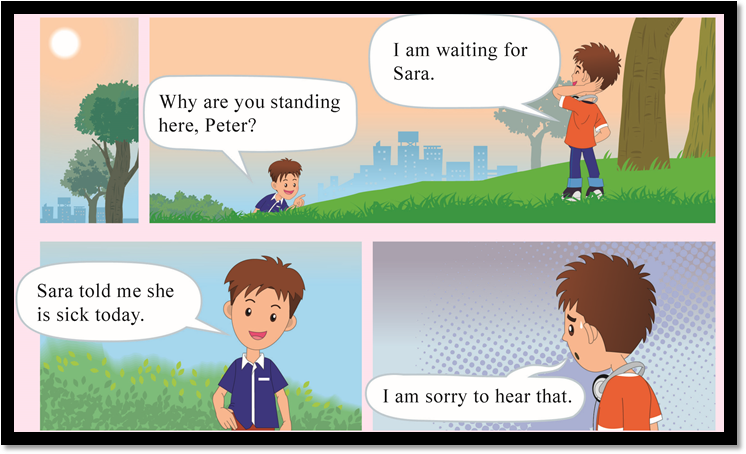 Why are you standing
here, Peter?
I am waiting for
Sara.
Sara told me she
is sick today.
I am sorry to hear that.